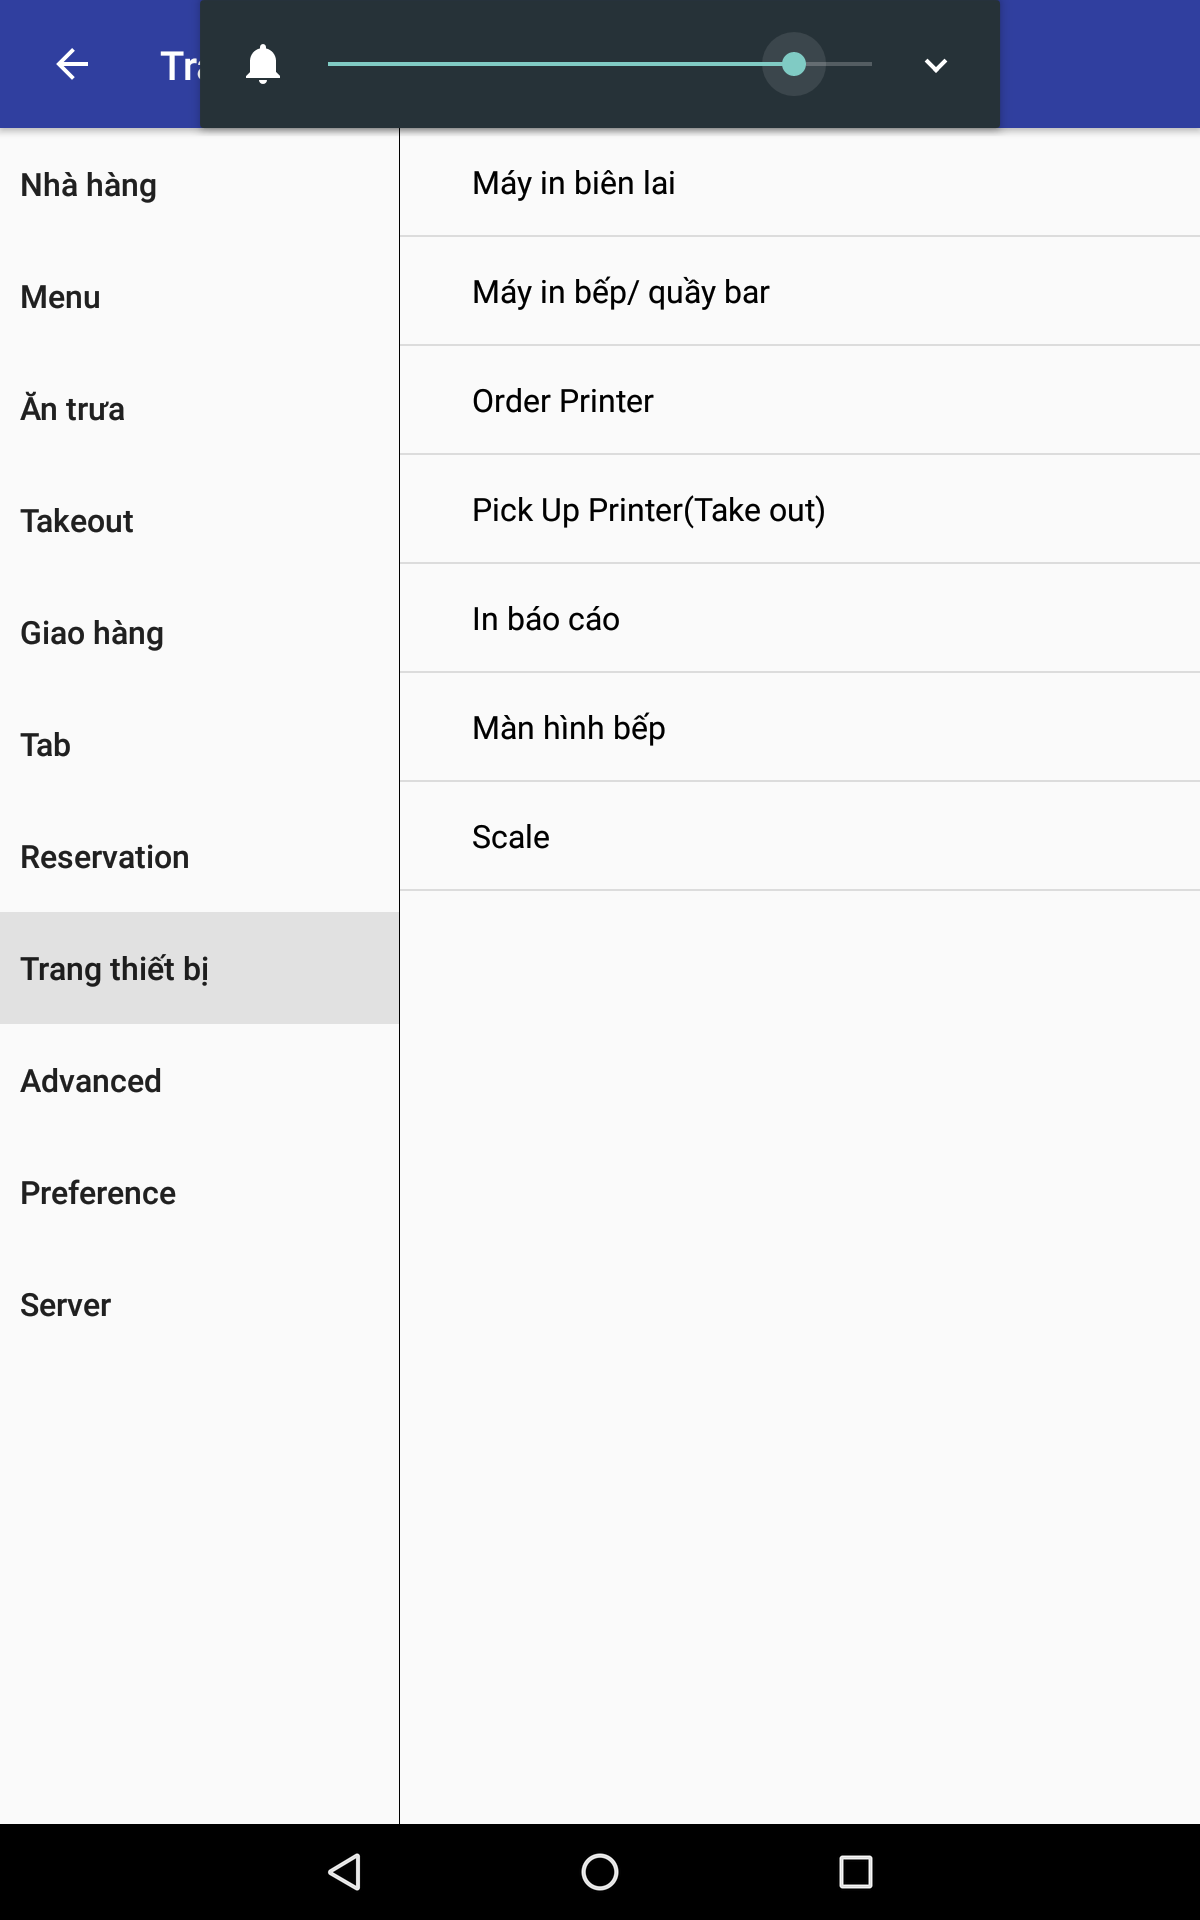 Nhà hàng
Menu
Ăn trưa
Takeout
Giao hàng
Tab
Reservation
Trang thiết bị
Advanced
Preference
Server
Máy in biên lai
Máy in bếp/ quầy bar
Order Printer
Pick Up Printer(Take out)
In báo cáo
Màn hình bếp
Scale